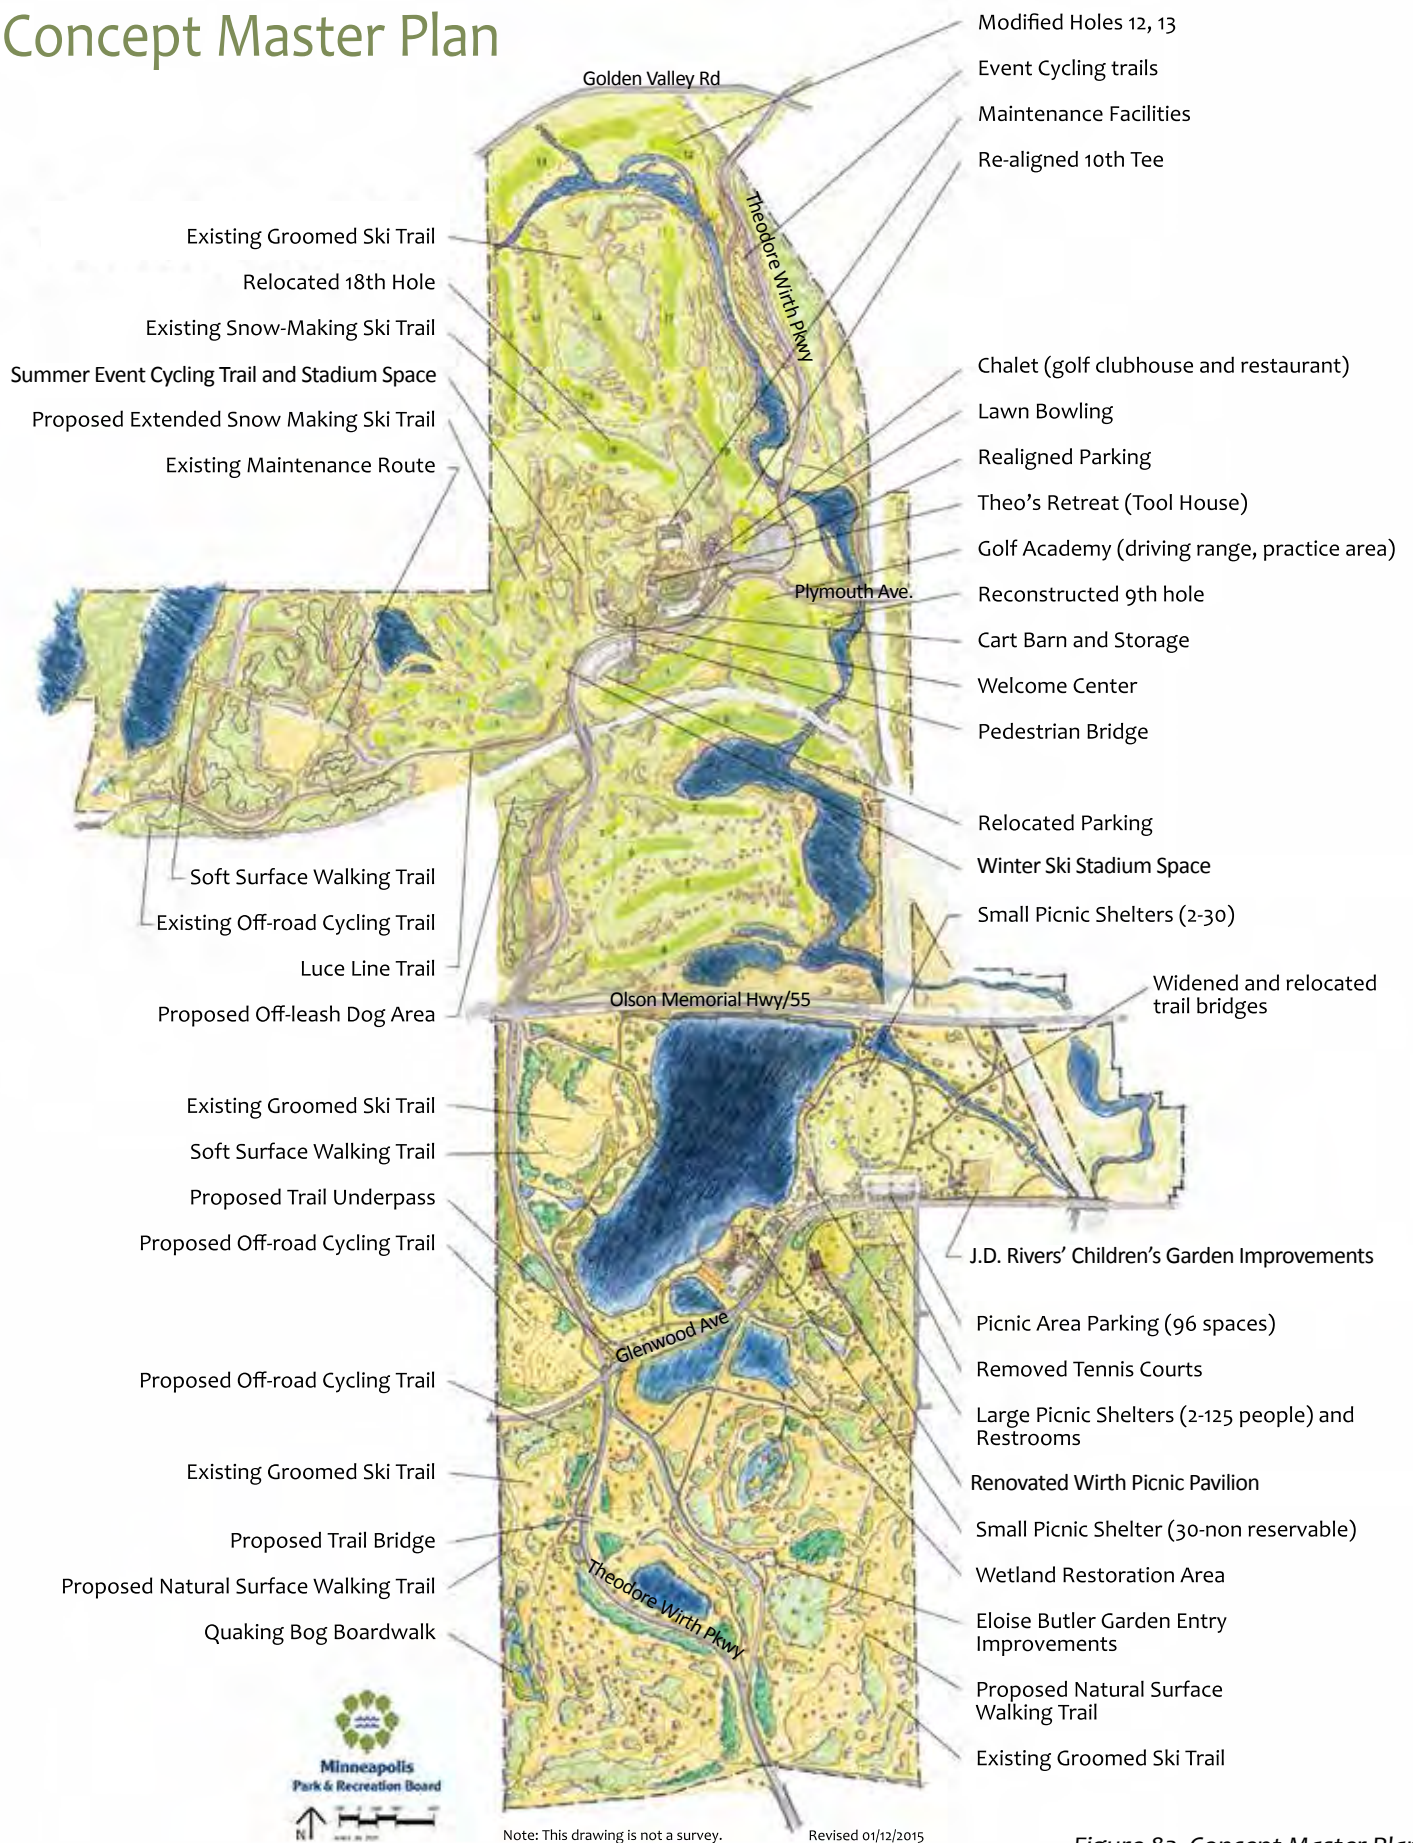 Concept Master Plan
Modified Holes 12, 13
Event Cycling trails
Maintenance Facilities
Re-aligned 10th Tee
Golden Valley Rd
Theodore Wirth Pkwy
Existing Groomed Ski Trail
Relocated 18th Hole
Existing Snow-Making Ski Trail
Summer Event Cycling Trail and Stadium Space
Proposed Extended Snow Making Ski Trail
Existing Maintenance Route
Chalet (golf clubhouse and restaurant)
Lawn Bowling
Realigned Parking
Theo's Retreat (Tool House)
Golf Academy (driving range, practice area)
Plymouth Ave.
Reconstructed 9th hole
Cart Barn and Storage
Welcome Center
Pedestrian Bridge
Relocated Parking
Winter Ski Stadium Space
Small Picnic Shelters (2-30)
Soft Surface Walking Trail
Existing Off-road Cycling Trail
Luce Line Trail
Proposed Off-leash Dog Area
Olson Memorial Hwy/55
Widened and relocated
trail bridges
Existing Groomed Ski Trail
Soft Surface Walking Trail
Proposed Trail Underpass
Proposed Off-road Cycling Trail
J.D. Rivers' Children's Garden Improvements
Picnic Area Parking (96 spaces)
Removed Tennis Courts
Glenwood Ave
Proposed Off-road Cycling Trail
Large Picnic Shelters (2-125 people) and
Restrooms
Existing Groomed Ski Trail
Renovated Wirth Picnic Pavilion
Small Picnic Shelter (30-non reservable)
Proposed Trail Bridge
Wetland Restoration Area
Proposed Natural Surface Walking Trail
Theodore Wirth Pkwy
Eloise Butler Garden Entry
Improvements
Quaking Bog Boardwalk
Proposed Natural Surface
Walking Trail
Existing Groomed Ski Trail
Minneapolis
Park & Recreation Board
N
Note: This drawing is not a survey.
Revised 01/12/2015